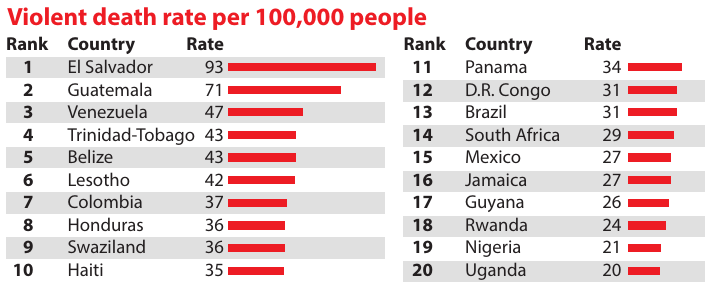 Violent death rate per 100,000 people
Rank Country Rate
1 El Salvador 93
2 Guatemala 71
3 Venezuela 47
4 Trinidad-Tobago 43
5 Belize 43
6 Lesotho 42
7 Colombia 37
8 Honduras 36
9 Swaziland 36
10 Haiti 35
Rank Country Rate
11 Panama 34
12 D.R. Congo 31
13 Brazil 31
14 South Africa 29
15 Mexico 27
16 Jamaica 27
17 Guyana 26
18 Rwanda 24
19 Nigeria 21
20 Uganda 20